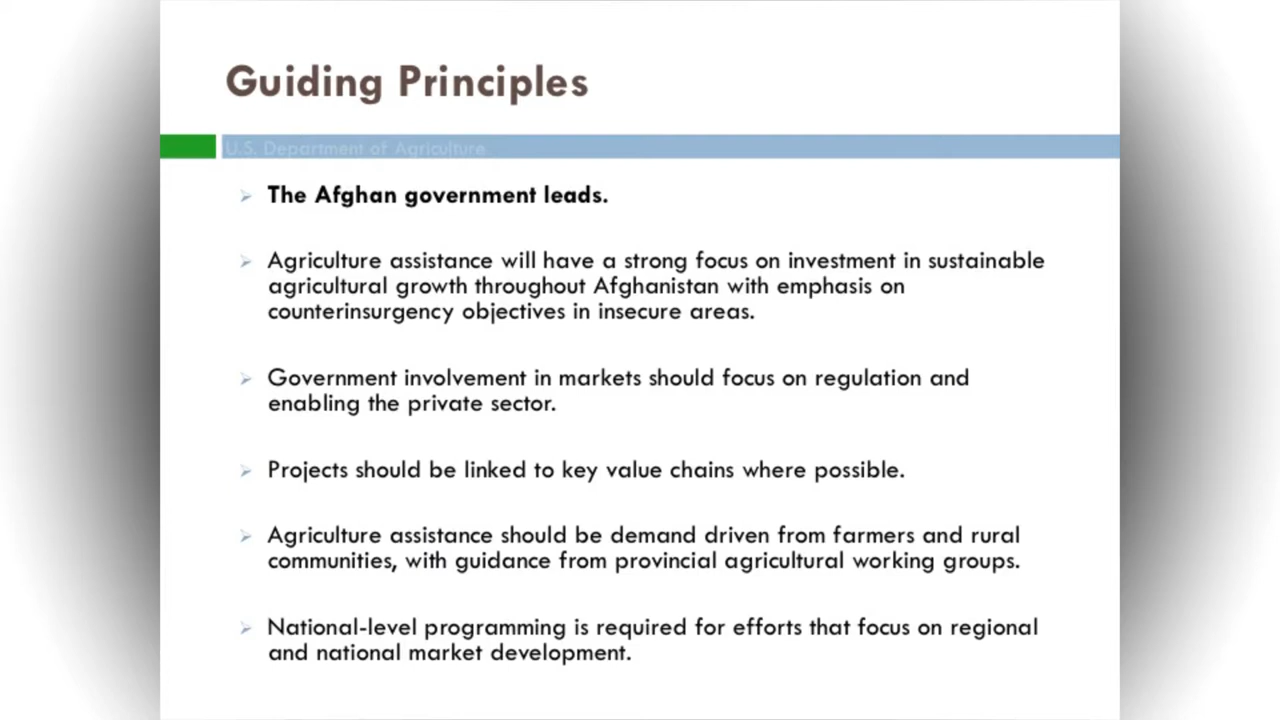 Guiding Principles
U.S. Department of Agriculture
The Afghan government leads.
Agriculture assistance will have a strong focus on investment in sustainable
agricultural growth throughout Afghanistan with emphasis on
counterinsurgency objectives in insecure areas.
Government involvement in markets should focus on regulation and
enabling the private sector.
Projects should be linked to key value chains where possible.
Agriculture assistance should be demand driven from farmers and rural
communities, with guidance from provincial agricultural working groups.
National-level programming is required for efforts that focus on regional
and national market development.